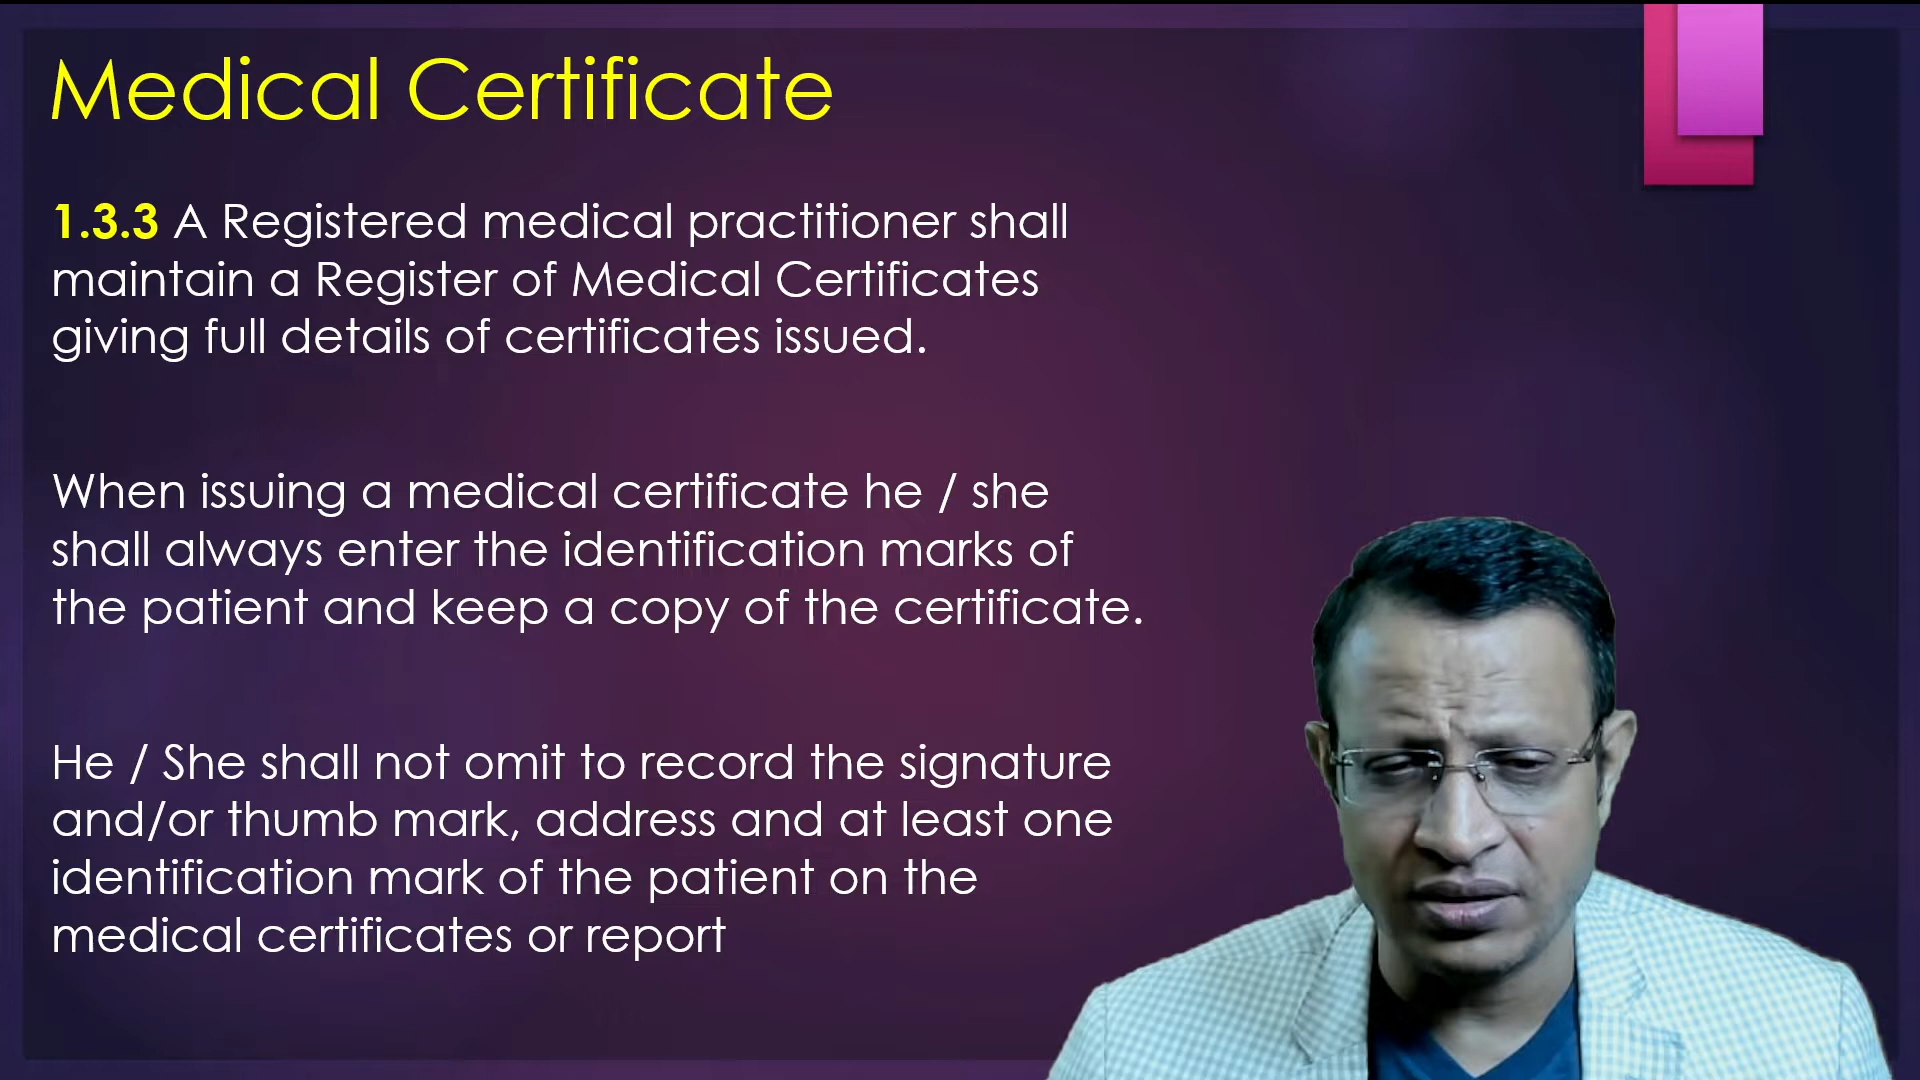 Medical Certificate
1.3.3 A Registered medical practitioner shall
maintain a Register of Medical Certificates
giving full details of certificates issued.
When issuing a medical certificate he / she
shall always enter the identification marks of
the patient and keep a copy of the certificate.
He / She shall not omit to record the signature
and/or thumb mark, address and at least one
identification mark of the patient on the
medical certificates or report